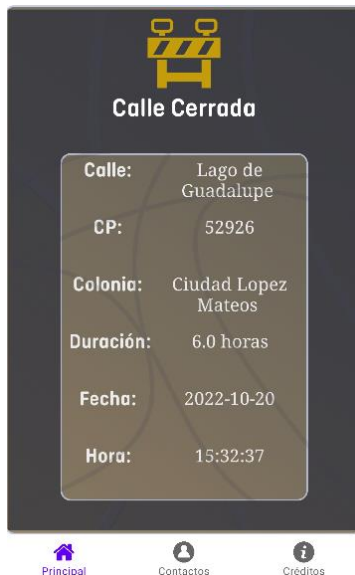 Calle Cerrada
Calle: Lago de
Guadalupe
CP: 52926
Colonia: Ciudad Lopez
Mateos
Duración: 6.0 horas
Fecha: 2022-10-20
Hora: 15:32:37
Principal Contactos Créditos